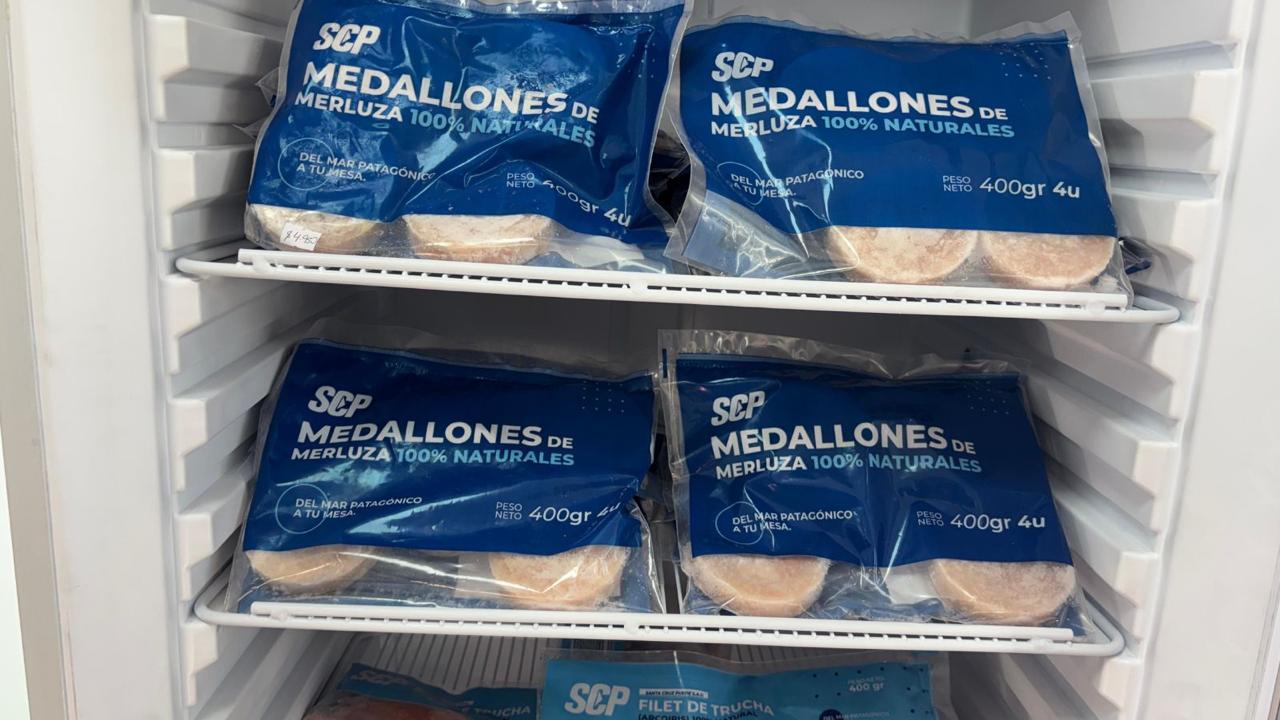 SCP
MEDALLONES DE
MERLUZA 100% NATURALES
DEL MAR PATAGÓNICO
A TU MESA.
PESO
NETO 400gr 4u
SCP
MEDALLONES DE
MERLUZA 100% NATURALES
DEL MAR PATAGÓNICO
A TU MESA.
PESO
NETO 400gr 4u
SCP
MEDALLONES DE
MERLUZA 100% NATURALES
DEL MAR PATAGÓNICO
A TU MESA.
PESO
NETO 400gr 4u
SCP
MEDALLONES DE
MERLUZA 100% NATURALES
DEL MAR PATAGÓNICO
A TU MESA.
PESO
NETO 400gr 4u
TRUCHA
SCP
FILET DE TRUCHA
PESO NETO:
400 gr